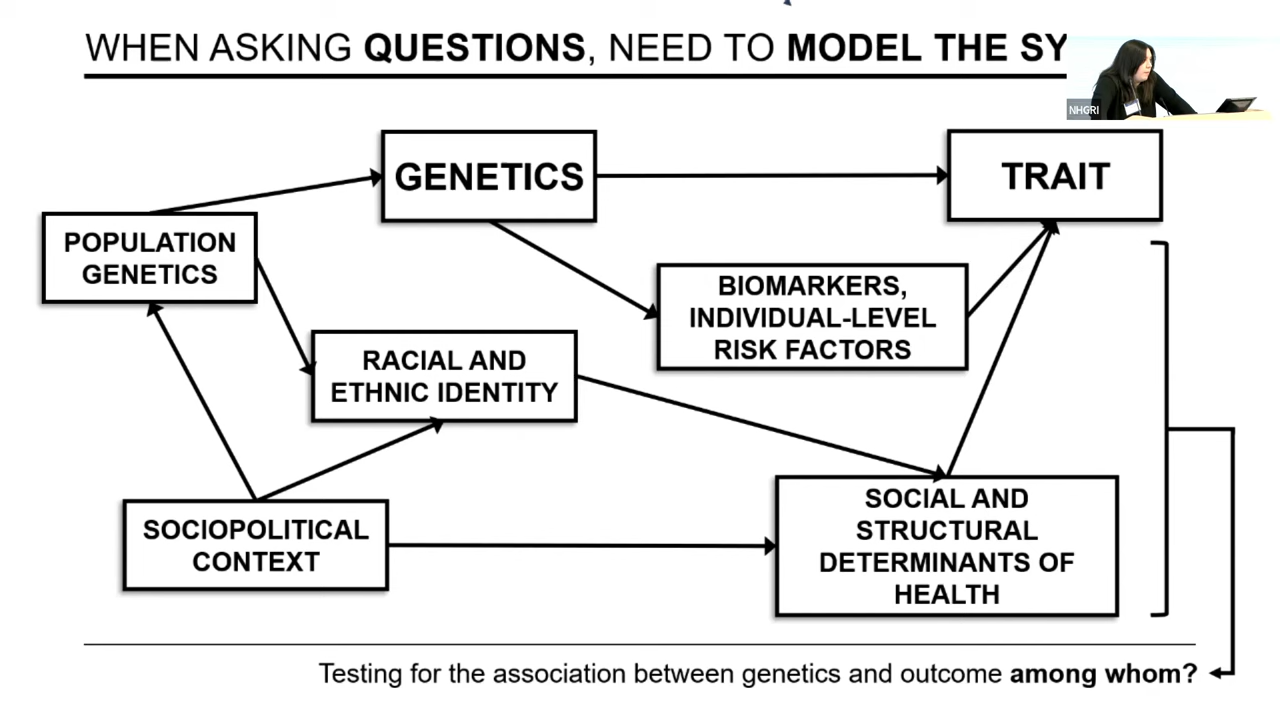 WHEN ASKING QUESTIONS, NEED TO MODEL THE SY
NHGRI
GENETICS
TRAIT
POPULATION
GENETICS
BIOMARKERS,
INDIVIDUAL-LEVEL
RISK FACTORS
RACIAL AND
ETHNIC IDENTITY
SOCIOPOLITICAL
CONTEXT
SOCIAL AND
STRUCTURAL
DETERMINANTS OF
HEALTH
Testing for the association between genetics and outcome among whom?